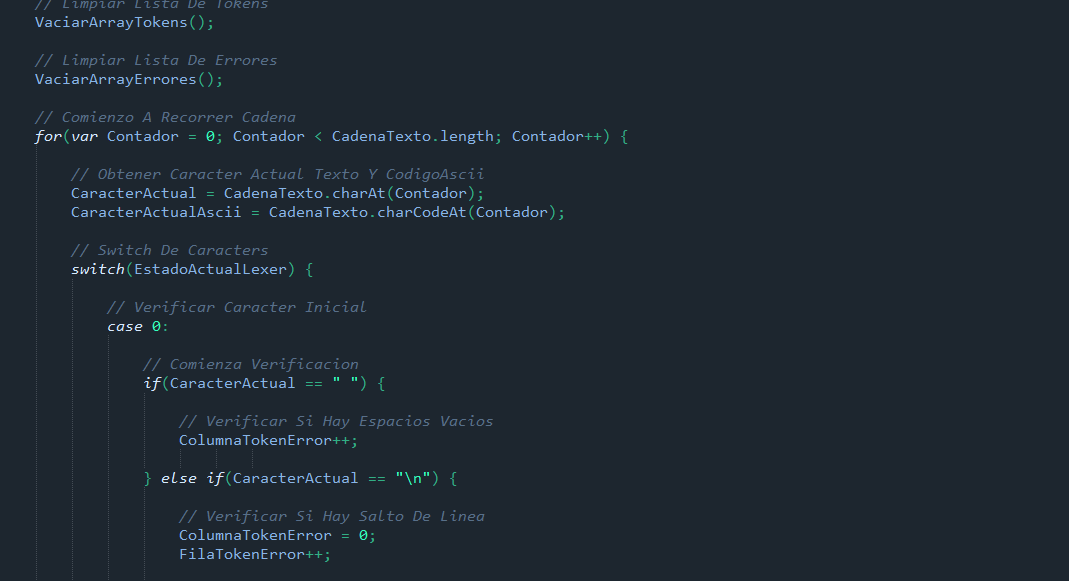 // Limpiar Lista De Tokens
VaciarArrayTokens();
// Limpiar Lista De Errores
VaciarArrayErrores();
// Comienzo A Recorrer Cadena
for(var Contador = 0; Contador < CadenaTexto.length; Contador++) {
// Obtener Caracter Actual Texto Y CodigoAscii
CaracterActual = CadenaTexto.charAt(Contador);
CaracterActualAscii = CadenaTexto.charCodeAt(Contador);
// Switch De Caracters
switch(EstadoActualLexer) {
// Verificar Caracter Inicial
case 0:
// Comienza Verificacion
if(CaracterActual == " ") {
// Verificar Si Hay Espacios Vacios
ColumnaTokenError++;
} else if(CaracterActual == "\n") {
// Verificar Si Hay Salto De Linea
ColumnaTokenError = 0;
FilaTokenError++;